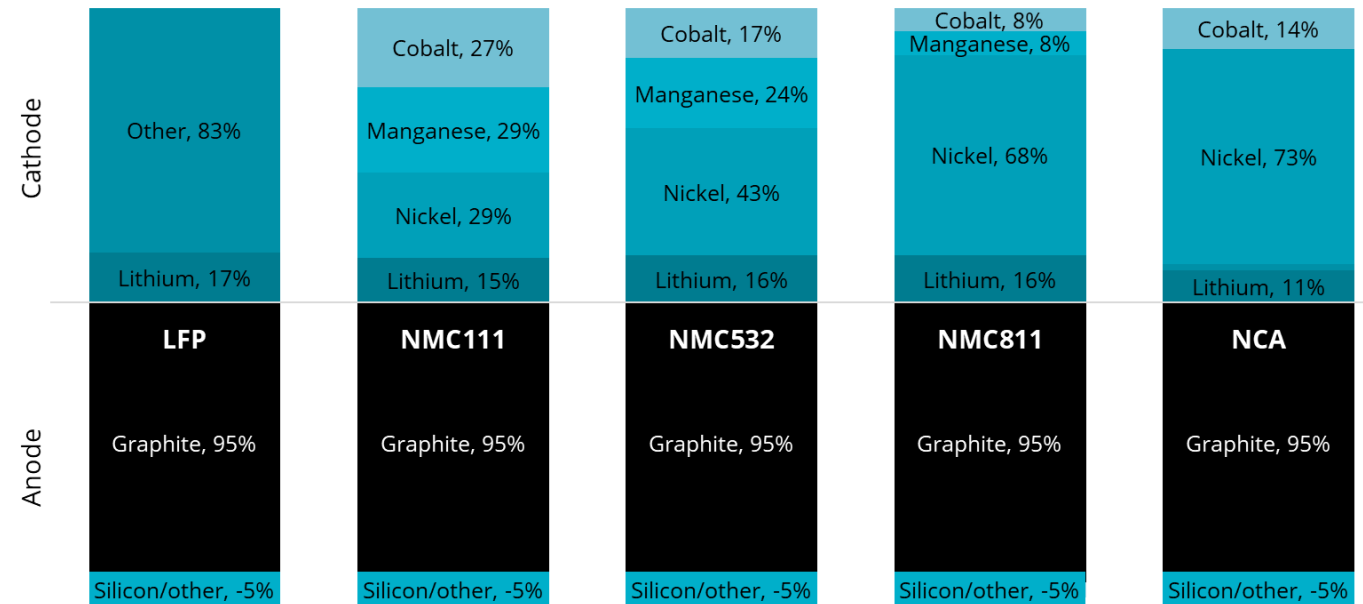 Cathode
Other, 83%
Lithium, 17%
Cobalt, 27%
Manganese, 29%
Nickel, 29%
Lithium, 15%
Cobalt, 17%
Manganese, 24%
Nickel, 43%
Lithium, 16%
Cobalt, 8%
Manganese, 8%
Nickel, 68%
Lithium, 16%
Cobalt, 14%
Nickel, 73%
Lithium, 11%
Anode
LFP
Graphite, 95%
Silicon/other, -5%
NMC111
Graphite, 95%
Silicon/other, -5%
NMC532
Graphite, 95%
Silicon/other, -5%
NMC811
Graphite, 95%
Silicon/other, -5%
NCA
Graphite, 95%
Silicon/other, -5%